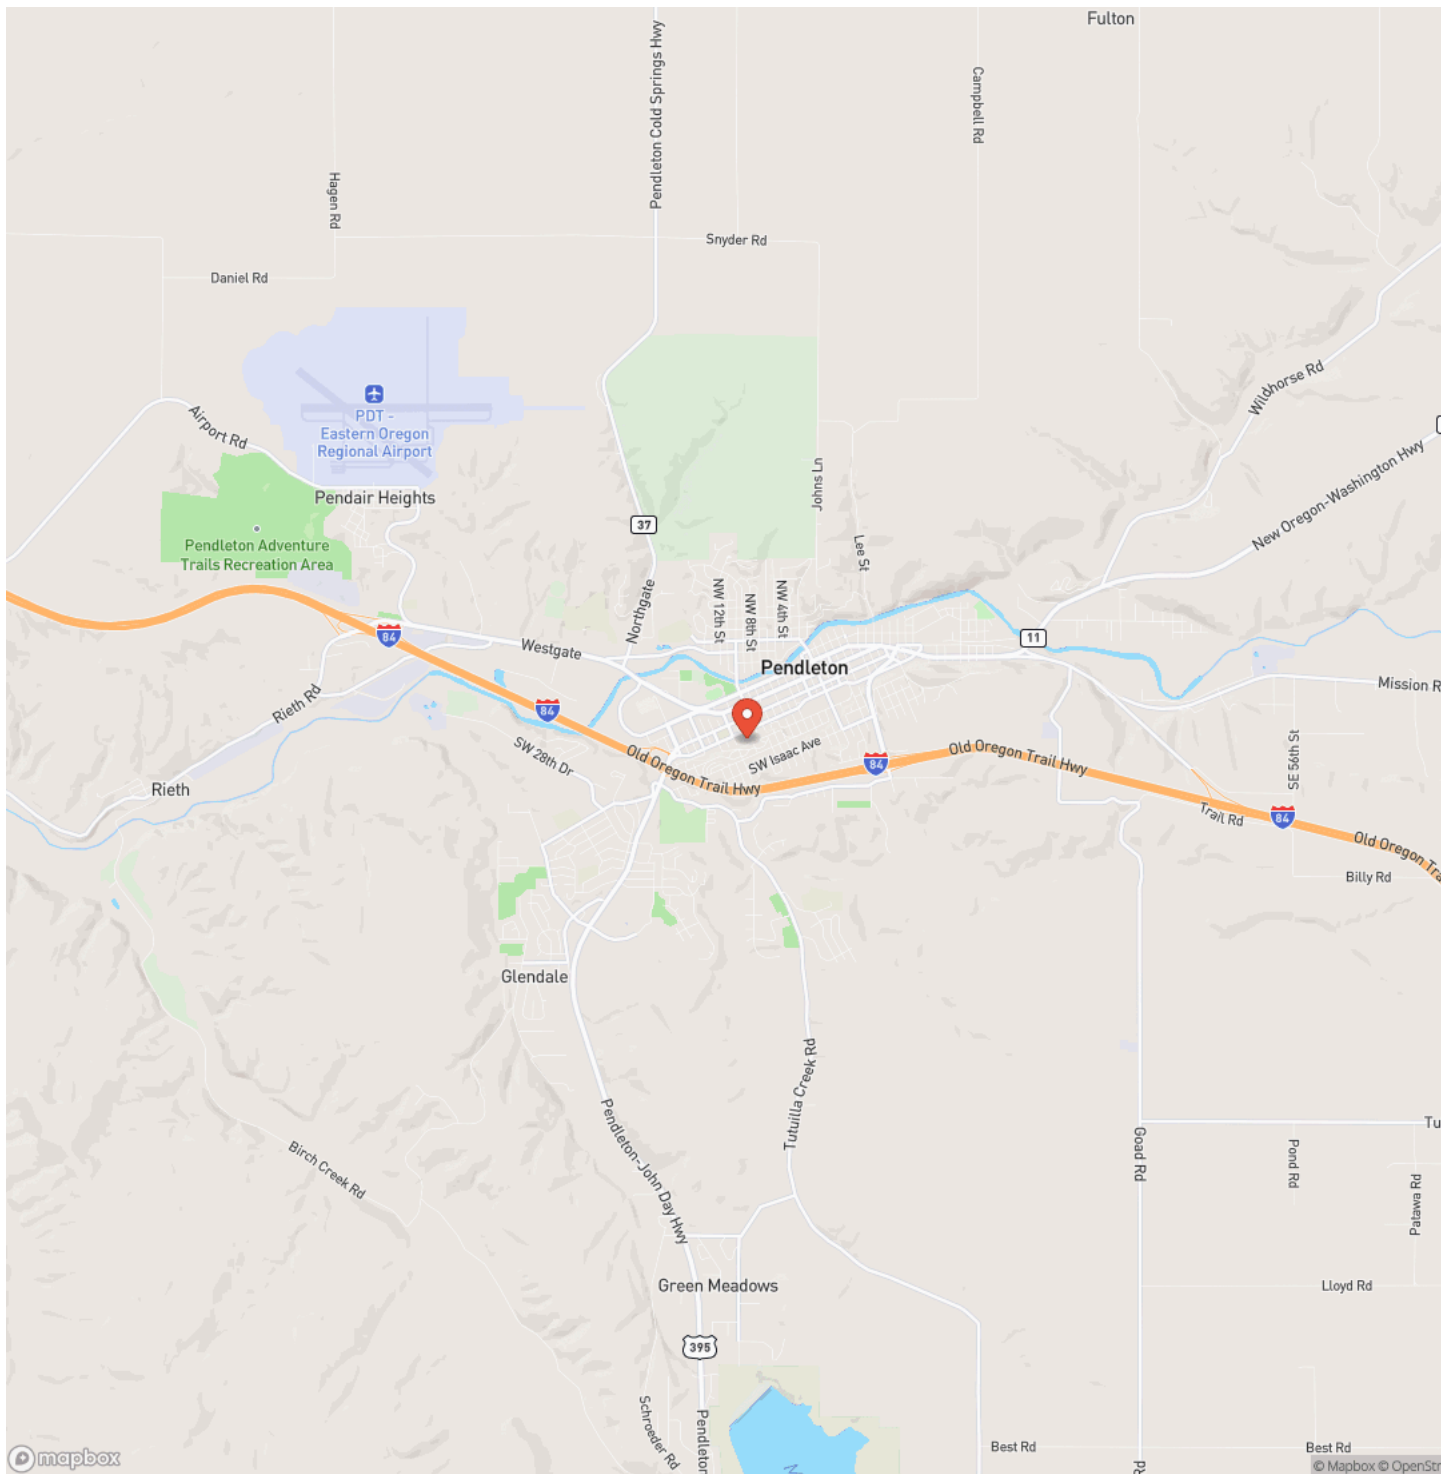 Fulton
Pendleton Cold Springs Hwy
Campbell Rd
Hagen Rd
Snyder Rd
Daniel Rd
Wildhorse Rd
PDT -
Eastern Oregon
Regional Airport
Airport Rd
New Oregon-Washington Hwy
Johns Ln
Pendair Heights
37
Lee St
Pendleton Adventure
Trails Recreation Area
NW 12th St
NW 8th St
NW 4th St
Northgate
84
11
Westgate
Pendleton
Mission R
Rieth Rd
84
SW 28th Dr
Old Oregon Trail Hwy
SW Isaac Ave
84
Old Oregon Trail Hwy
SE 56th St
Rieth
Trail Rd
84
Old Oregon Tra
Billy Rd
Glendale
Tutuilla Creek Rd
Pendleton-John Day Hwy
Birch Creek Rd
Goad Rd
Tu
Pond Rd
Patawa Rd
Green Meadows
Lloyd Rd
395
Schroeder Rd
Pendleton
Best Rd
Best Rd
mapbox
© Mapbox © OpenStr